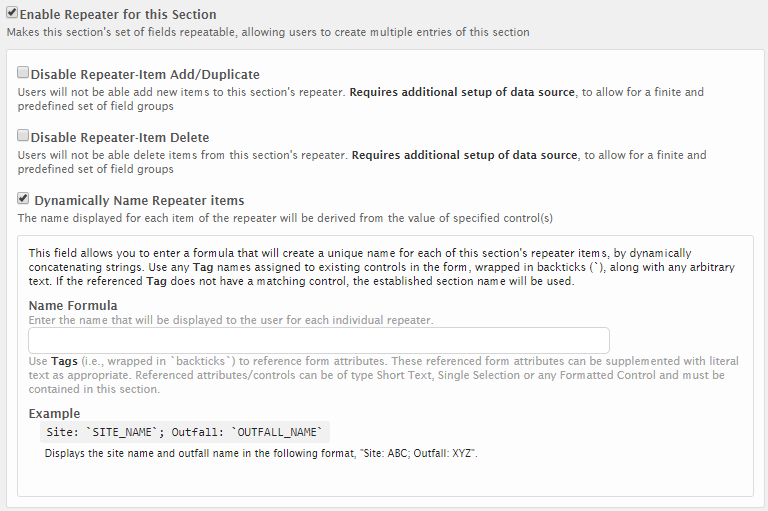 Enable Repeater for this Section
Makes this section's set of fields repeatable, allowing users to create multiple entries of this section
Disable Repeater-Item Add/Duplicate
Users will not be able add new items to this section's repeater. Requires additional setup of data source, to allow for a finite and
predefined set of field groups
Disable Repeater-Item Delete
Users will not be able delete items from this section's repeater. Requires additional setup of data source, to allow for a finite and
predefined set of field groups
Dynamically Name Repeater items
The name displayed for each item of the repeater will be derived from the value of specified control(s)
This field allows you to enter a formula that will create a unique name for each of this section's repeater items, by dynamically
concatenating strings. Use any Tag names assigned to existing controls in the form, wrapped in backticks (`), along with any arbitrary
text. If the referenced Tag does not have a matching control, the established section name will be used.
Name Formula
Enter the name that will be displayed to the user for each individual repeater.
Use Tags (i.e., wrapped in `backticks`) to reference form attributes. These referenced form attributes can be supplemented with literal
text as appropriate. Referenced attributes/controls can be of type Short Text, Single Selection or any Formatted Control and must be
contained in this section.
Example
Site: `SITE_NAME`; Outfall: `OUTFALL_NAME`
Displays the site name and outfall name in the following format, "Site: ABC; Outfall: XYZ".